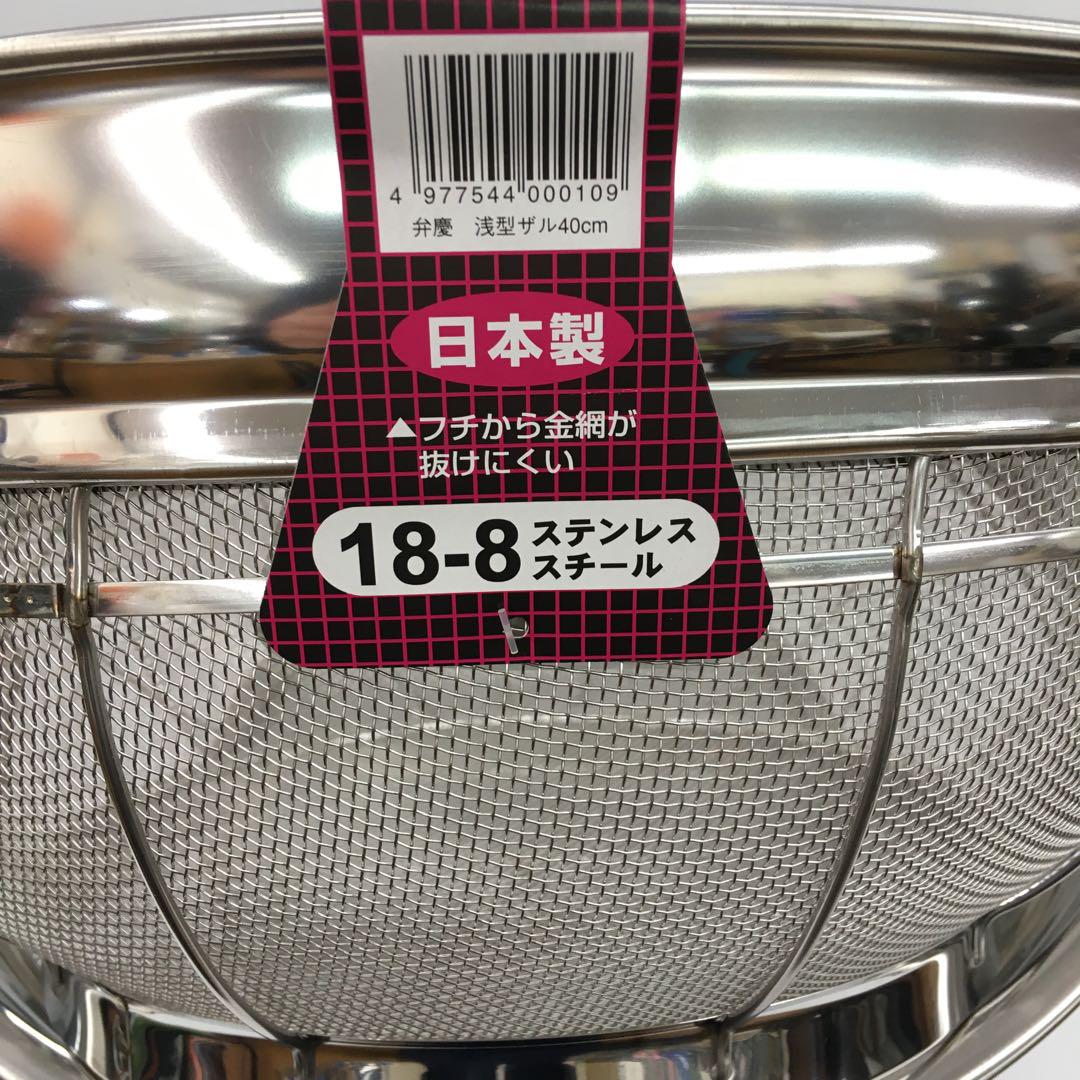 4 977544 000109
弁慶　浅型ザル40cm
日本製
▲フチから金網が
抜けにくい
18-8 ステンレス
スチール